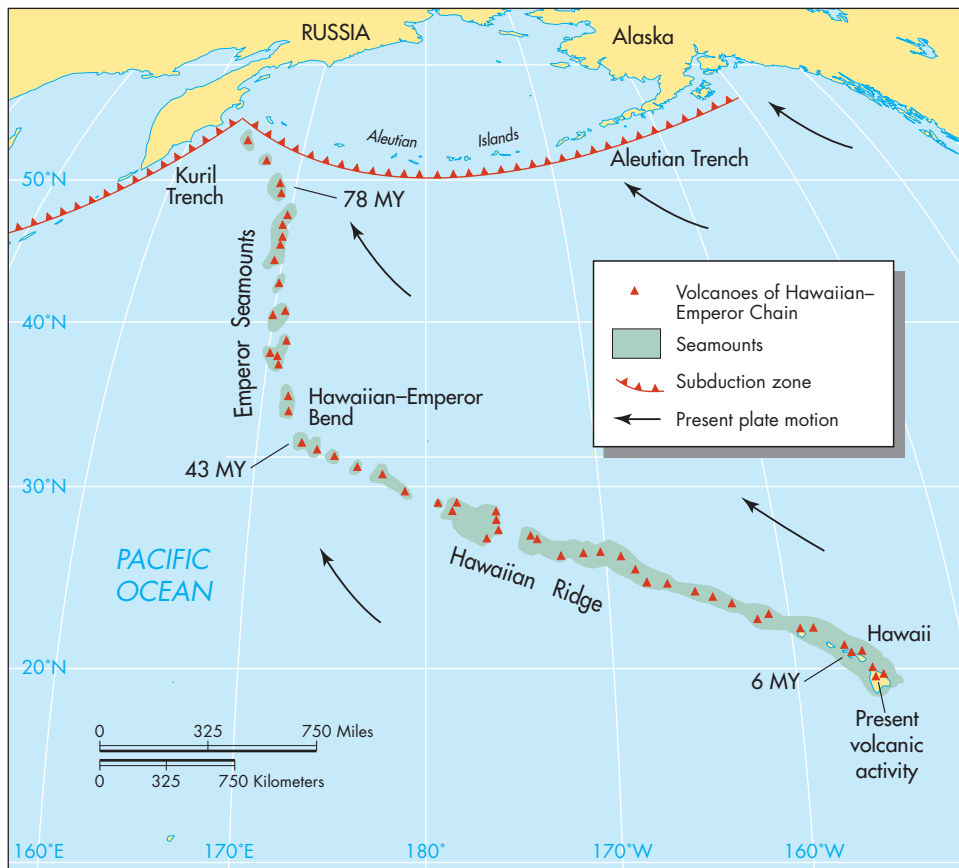 RUSSIA
Alaska
Aleutian
Islands
Aleutian Trench
Kuril
Trench
50°N
78 MY
Emperor Seamounts
Volcanoes of Hawaiian–
Emperor Chain
Seamounts
Subduction zone
Present plate motion
40°N
Hawaiian–Emperor
Bend
43 MY
30°N
PACIFIC
OCEAN
Hawaiian Ridge
Hawaii
20°N
6 MY
Present
volcanic
activity
0 325 750 Miles
0 325 750 Kilometers
160°E 170°E 180° 170°W 160°W